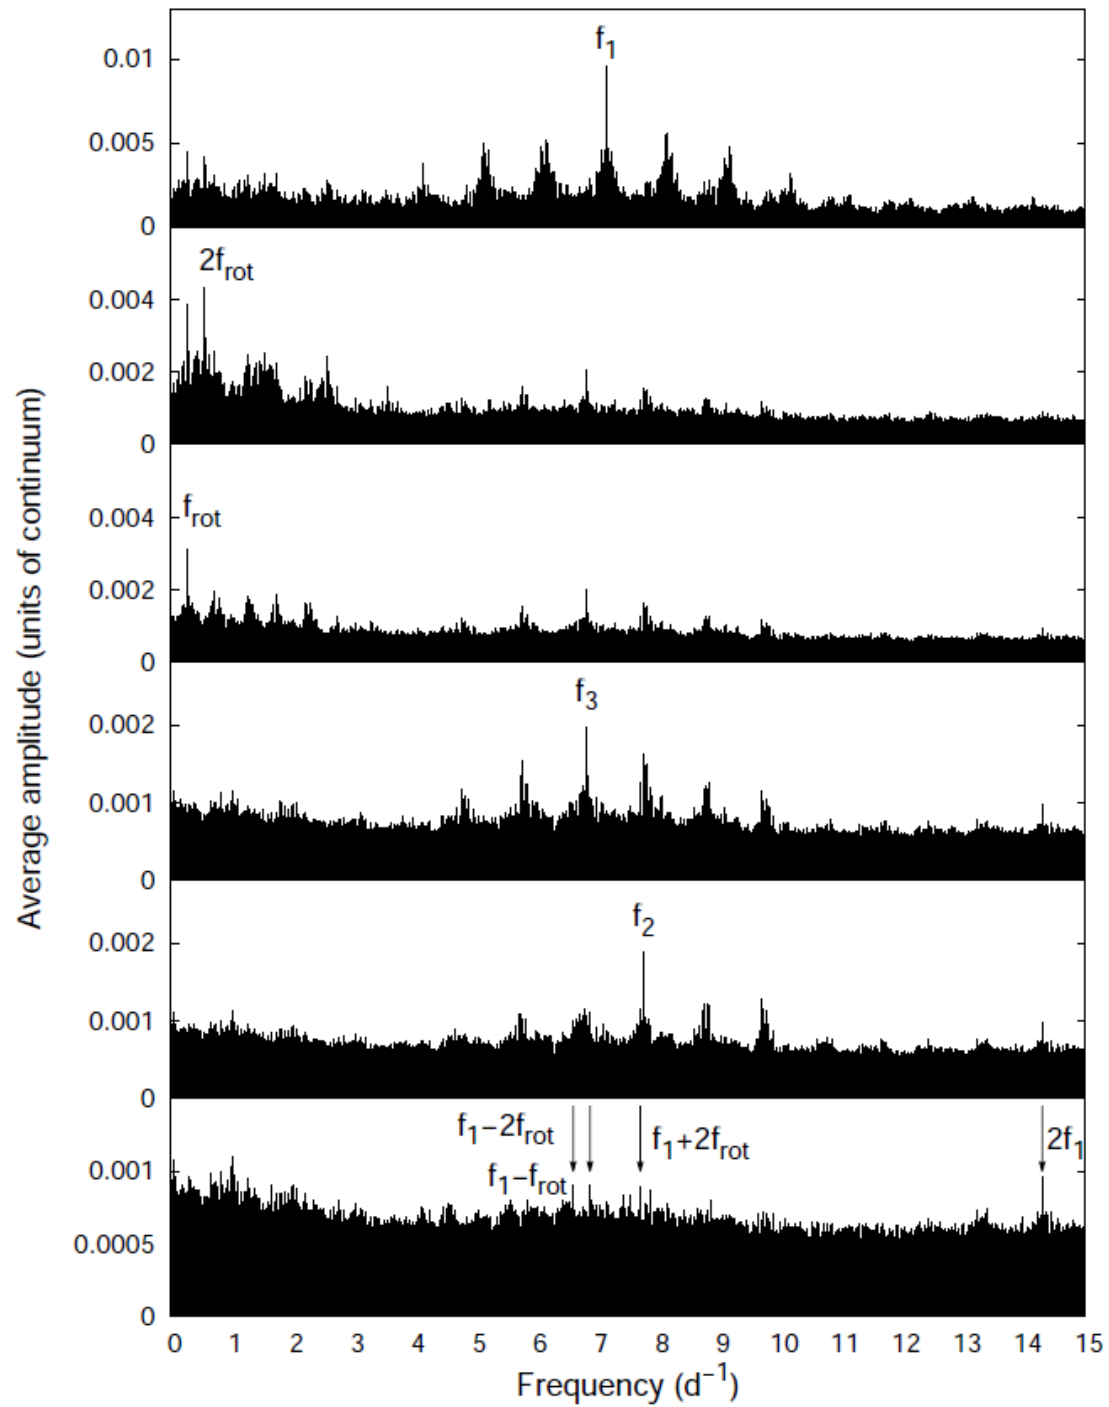 f1
0.01
0.005
0
2frot
0.004
0.002
0
frot
0.004
0.002
0
f3
0.002
0.001
0
f2
0.002
0.001
0
f1−2frot
f1−frot
f1+2frot
2f1
0.001
0.0005
0
0 1 2 3 4 5 6 7 8 9 10 11 12 13 14 15
Frequency (d−1)
Average amplitude (units of continuum)